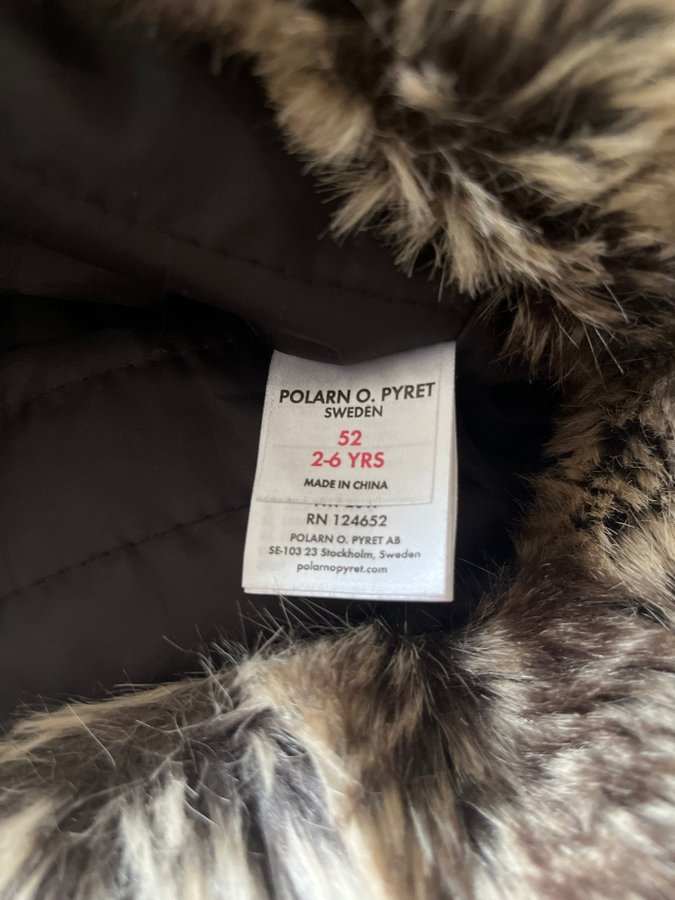 POLARN O. PYRET
SWEDEN
52
2-6 YRS
MADE IN CHINA
RN 124652
POLARN O. PYRET AB
SE-103 23 Stockholm, Sweden
polarnopyret.com